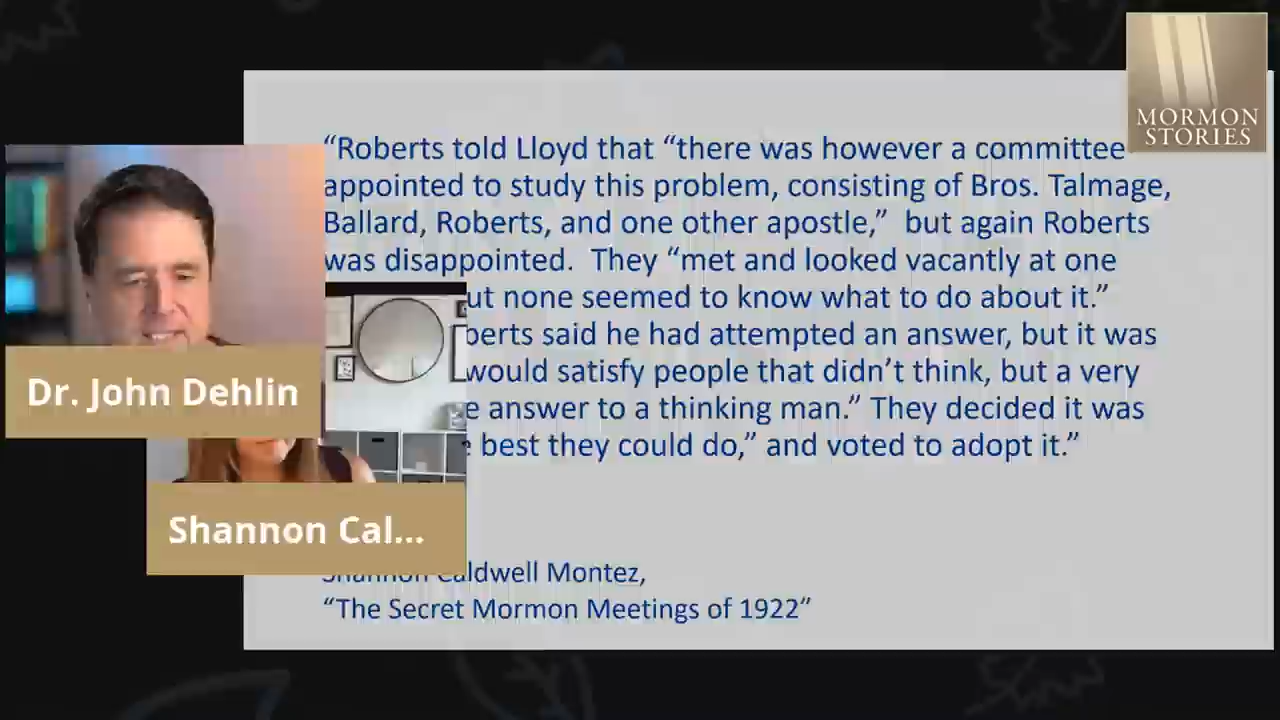 MORMON
STORIES
“Roberts told Lloyd that “there was however a committee
appointed to study this problem, consisting of Bros. Talmage,
Ballard, Roberts, and one other apostle,” but again Roberts
was disappointed. They “met and looked vacantly at one
none seemed to know what to do about it.”
said he had attempted an answer, but it was
would satisfy people that didn’t think, but a very
answer to a thinking man.” They decided it was
best they could do,” and voted to adopt it.”
Dr. John Dehlin
Shannon Cal...
Shannon Caldwell Montez,
“The Secret Mormon Meetings of 1922”